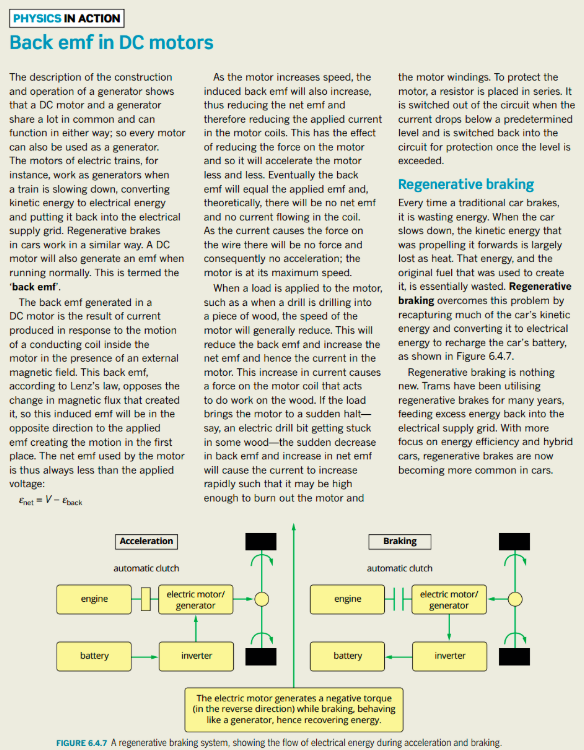 PHYSICS IN ACTION
Back emf in DC motors
The description of the construction
and operation of a generator shows
that a DC motor and a generator
share a lot in common and can
function in either way; so every motor
can also be used as a generator.
The motors of electric trains, for
instance, work as generators when
a train is slowing down, converting
kinetic energy to electrical energy
and putting it back into the electrical
supply grid. Regenerative brakes
in cars work in a similar way. A DC
motor will also generate an emf when
running normally. This is termed the
‘back emf’.
The back emf generated in a
DC motor is the result of current
produced in response to the motion
of a conducting coil inside the
motor in the presence of an external
magnetic field. This back emf,
according to Lenz’s law, opposes the
change in magnetic flux that created
it, so this induced emf will be in the
opposite direction to the applied
emf creating the motion in the first
place. The net emf used by the motor
is thus always less than the applied
voltage:
εnet = V − εback
As the motor increases speed, the
induced back emf will also increase,
thus reducing the net emf and
therefore reducing the applied current
in the motor coils. This has the effect
of reducing the force on the motor
and so it will accelerate the motor
less and less. Eventually the back
emf will equal the applied emf and,
theoretically, there will be no net emf
and no current flowing in the coil.
As the current causes the force on
the wire there will be no force and
consequently no acceleration; the
motor is at its maximum speed.
When a load is applied to the motor,
such as a when a drill is drilling into
a piece of wood, the speed of the
motor will generally reduce. This will
reduce the back emf and increase the
net emf and hence the current in the
motor. This increase in current causes
a force on the motor coil that acts
to do work on the wood. If the load
brings the motor to a sudden halt—
say, an electric drill bit getting stuck
in some wood—the sudden decrease
in back emf and increase in net emf
will cause the current to increase
rapidly such that it may be high
enough to burn out the motor and
the motor windings. To protect the
motor, a resistor is placed in series. It
is switched out of the circuit when the
current drops below a predetermined
level and is switched back into the
circuit for protection once the level is
exceeded.
Regenerative braking
Every time a traditional car brakes,
it is wasting energy. When the car
slows down, the kinetic energy that
was propelling it forwards is largely
lost as heat. That energy, and the
original fuel that was used to create
it, is essentially wasted. Regenerative
braking overcomes this problem by
recapturing much of the car’s kinetic
energy and converting it to electrical
energy to recharge the car’s battery,
as shown in Figure 6.4.7.
Regenerative braking is nothing
new. Trams have been utilising
regenerative brakes for many years,
feeding excess energy back into the
electrical supply grid. With more
focus on energy efficiency and hybrid
cars, regenerative brakes are now
becoming more common in cars.
Acceleration
automatic clutch
engine
electric motor/
generator
battery
inverter
Braking
automatic clutch
engine
electric motor/
generator
battery
inverter
The electric motor generates a negative torque
(in the reverse direction) while braking, behaving
like a generator, hence recovering energy.
FIGURE 6.4.7 A regenerative braking system, showing the flow of electrical energy during acceleration and braking.